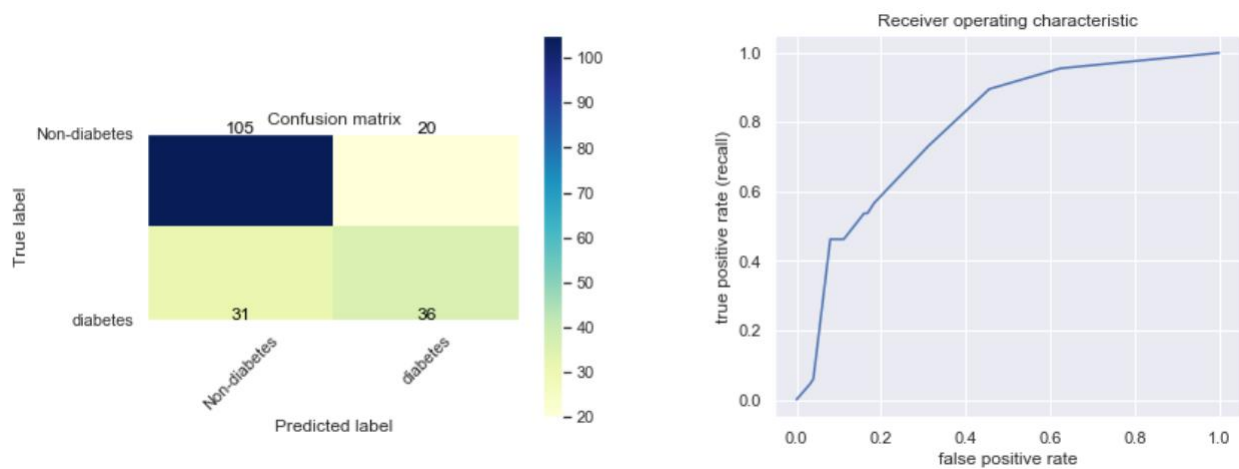 Confusion matrix
Non-diabetes
105
20
True label
diabetes
31
36
Non-diabetes
diabetes
Predicted label
100
90
80
70
60
50
40
30
20
Receiver operating characteristic
true positive rate (recall)
1.0
0.8
0.6
0.4
0.2
0.0
0.0
0.2
0.4
0.6
0.8
1.0
false positive rate